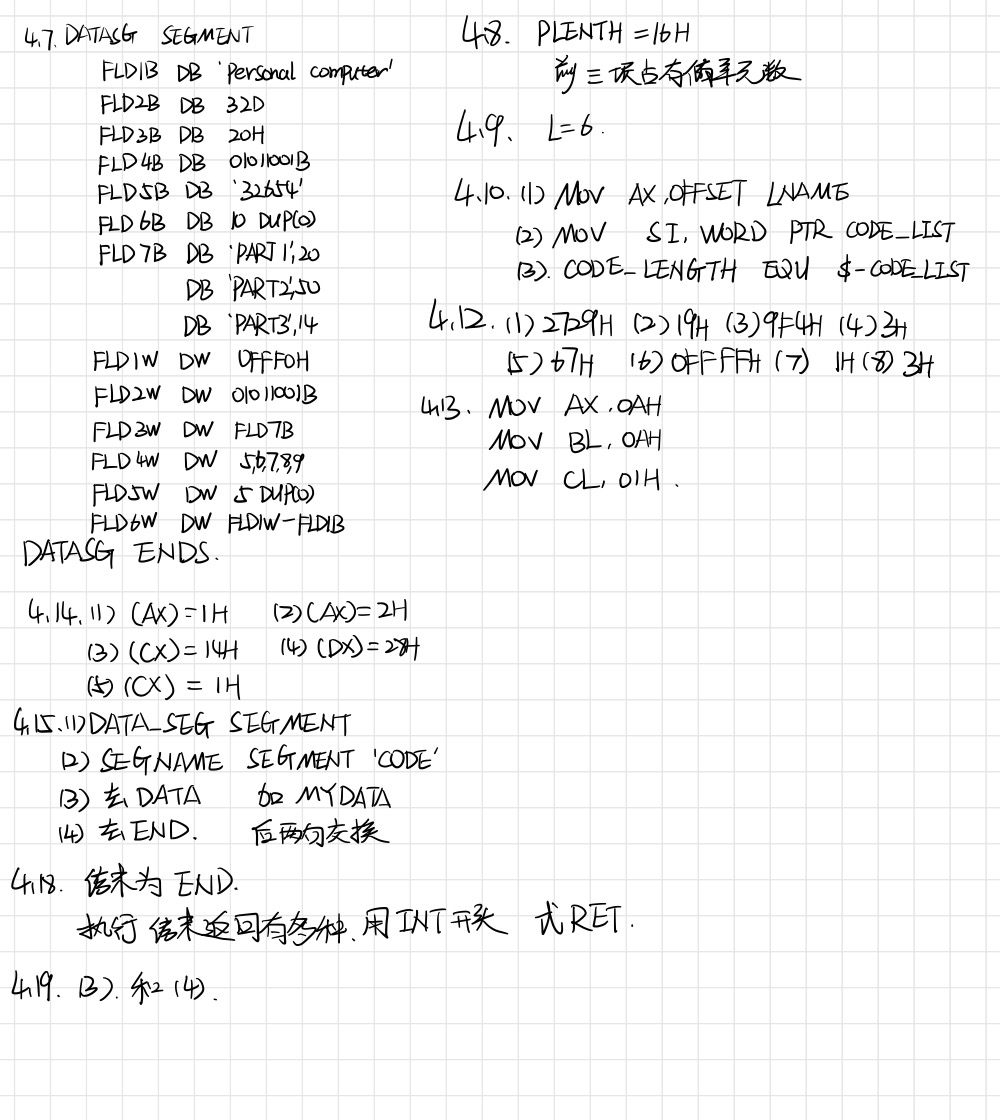 4.7. DATASG SEGMENT
FLD1B DB 'Personal computer'
FLD2B DB 32D
FLD3B DB 20H
FLD4B DB 01011001B
FLD5B DB '32654'
FLD6B DB 10 DUP(0)
FLD7B DB 'PART1',20
DB 'PART2',50
DB 'PART3',14
FLD1W DW 0FFF0H
FLD2W DW 01011001B
FLD3W DW FLD7B
FLD4W DW 5,6,7,8,9
FLD5W DW 5 DUP(0)
FLD6W DW FLD1W-FLD1B
DATASG ENDS.
4.8. PLENTH=16H
前三项占存储单元数
4.9. L=6.
4.10. (1) MOV AX,OFFSET LNAME
(2) MOV SI, WORD PTR CODE_LIST
(3). CODE_LENGTH EQU $-CODE_LIST
4.12. (1) 2729H (2) 19H (3) 9F4H (4) 3H
(5) 67H (6) 0FFFFH (7) 1H (8) 3H
4.13. MOV AX, 0AH
MOV BL, 0AH
MOV CL, 01H.
4.14. (1) (AX)=1H (2) (AX)=2H
(3) (CX)=14H (4) (DX)=28H
(5) (CX)=1H
4.15. (1) DATA_SEG SEGMENT
(2) SEGNAME SEGMENT 'CODE'
(3) 去 DATA 加 MYDATA
(4) 去 END. 后两句交换
4.18. 结束为 END.
执行结束返回有多种、用 INT 开头 或 RET.
4.19. (3). 和 (4).